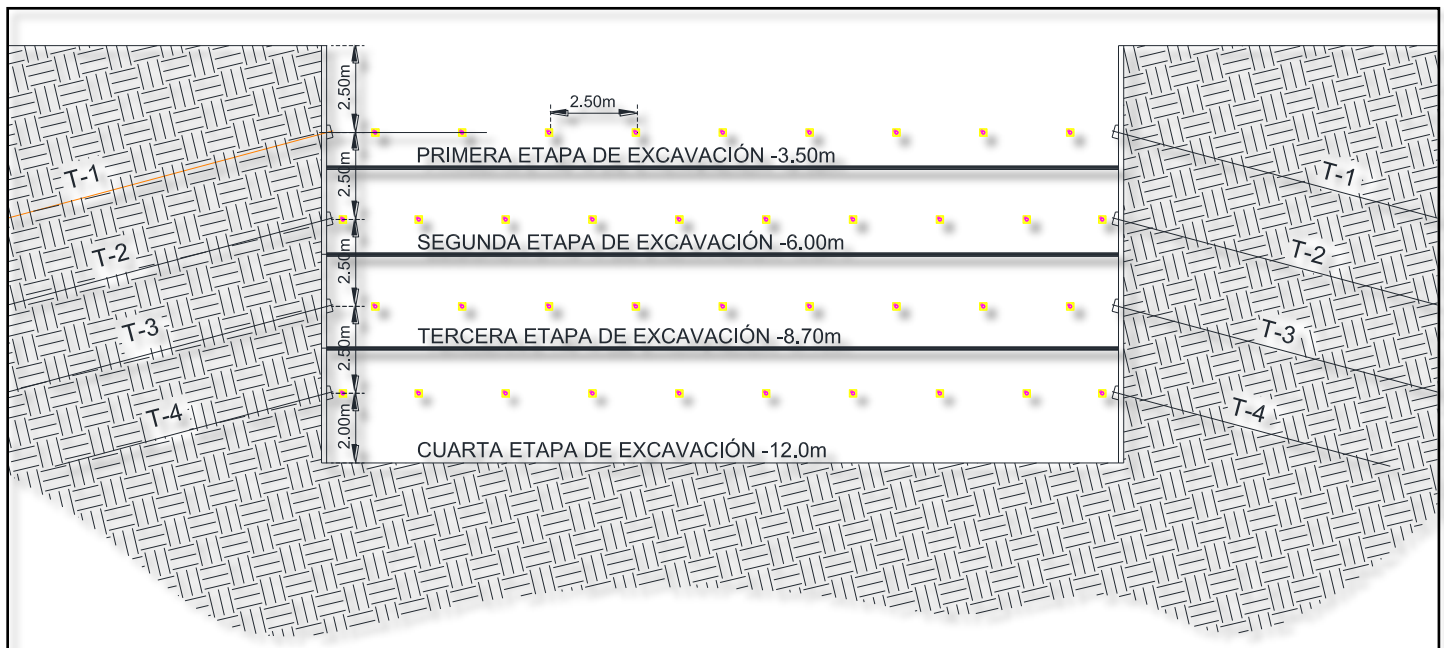 2.50m
2.50m
PRIMERA ETAPA DE EXCAVACIÓN -3.50m
T-1
T-1
2.50m
SEGUNDA ETAPA DE EXCAVACIÓN -6.00m
T-2
T-2
2.50m
TERCERA ETAPA DE EXCAVACIÓN -8.70m
T-3
T-3
2.50m
T-4
T-4
2.00m
CUARTA ETAPA DE EXCAVACIÓN -12.0m